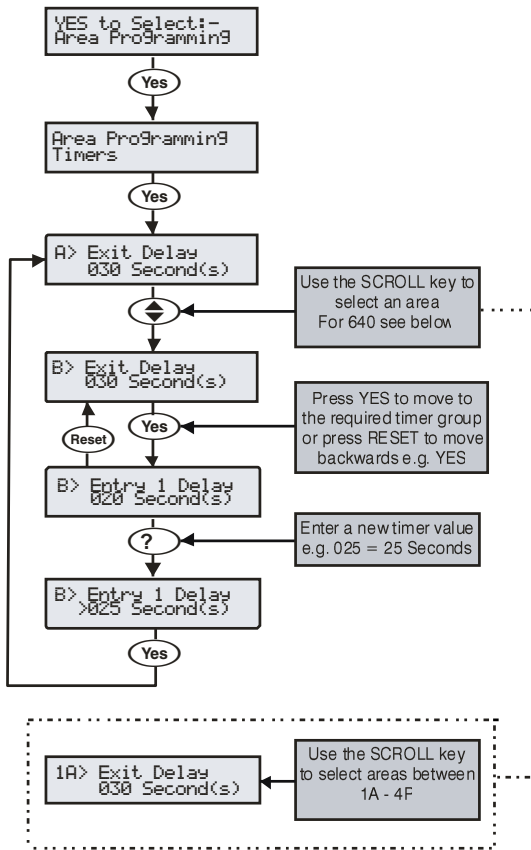 YES to Select:-
Area Programming
Yes
Area Programming
Timers
Yes
A> Exit Delay
030 Second(s)
Use the SCROLL key to
select an area
For 640 see below
B> Exit Delay
030 Second(s)
Reset
Yes
Press YES to move to
the required timer group
or press RESET to move
backwards e.g. YES
B> Entry 1 Delay
020 Second(s)
?
Enter a new timer value
e.g. 025 = 25 Seconds
B> Entry 1 Delay
>025 Second(s)
Yes
1A> Exit Delay
030 Second(s)
Use the SCROLL key
to select areas between
1A - 4F